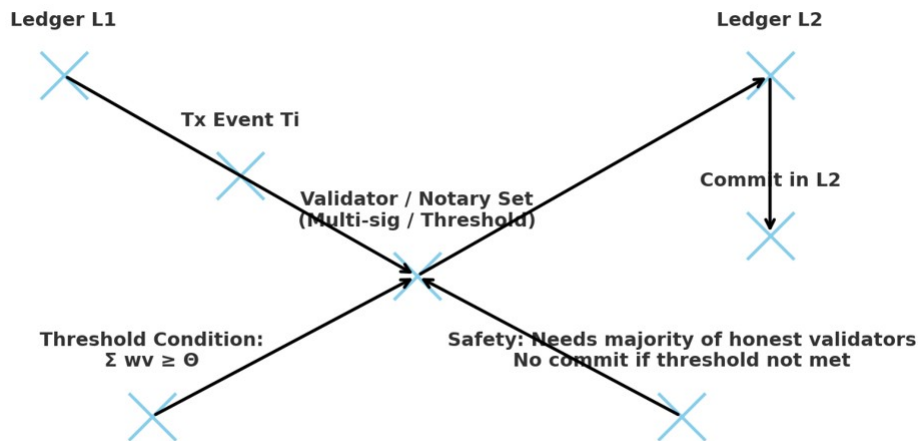 Ledger L1
Ledger L2
Tx Event Ti
Commit in L2
Validator / Notary Set
(Multi-sig / Threshold)
Threshold Condition:
Σ wv ≥ Θ
Safety: Needs majority of honest validators
No commit if threshold not met